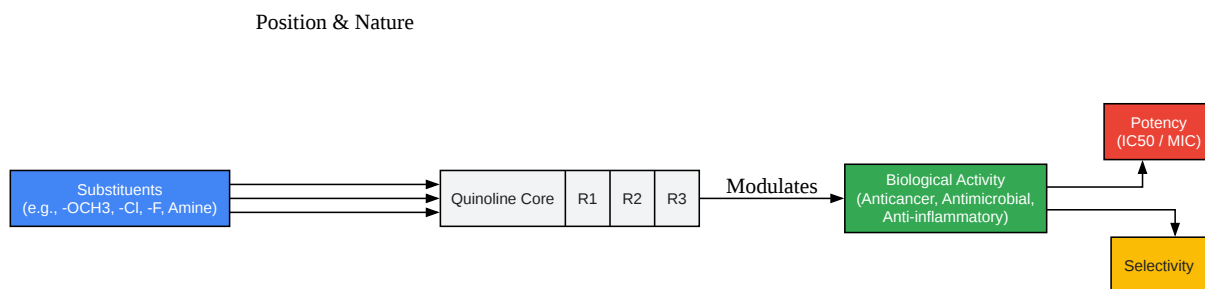 Position & Nature
Substituents
(e.g., -OCH3, -Cl, -F, Amine)
Quinoline Core
R1
R2
R3
Modulates
Biological Activity
(Anticancer, Antimicrobial,
Anti-inflammatory)
Potency
(IC50 / MIC)
Selectivity